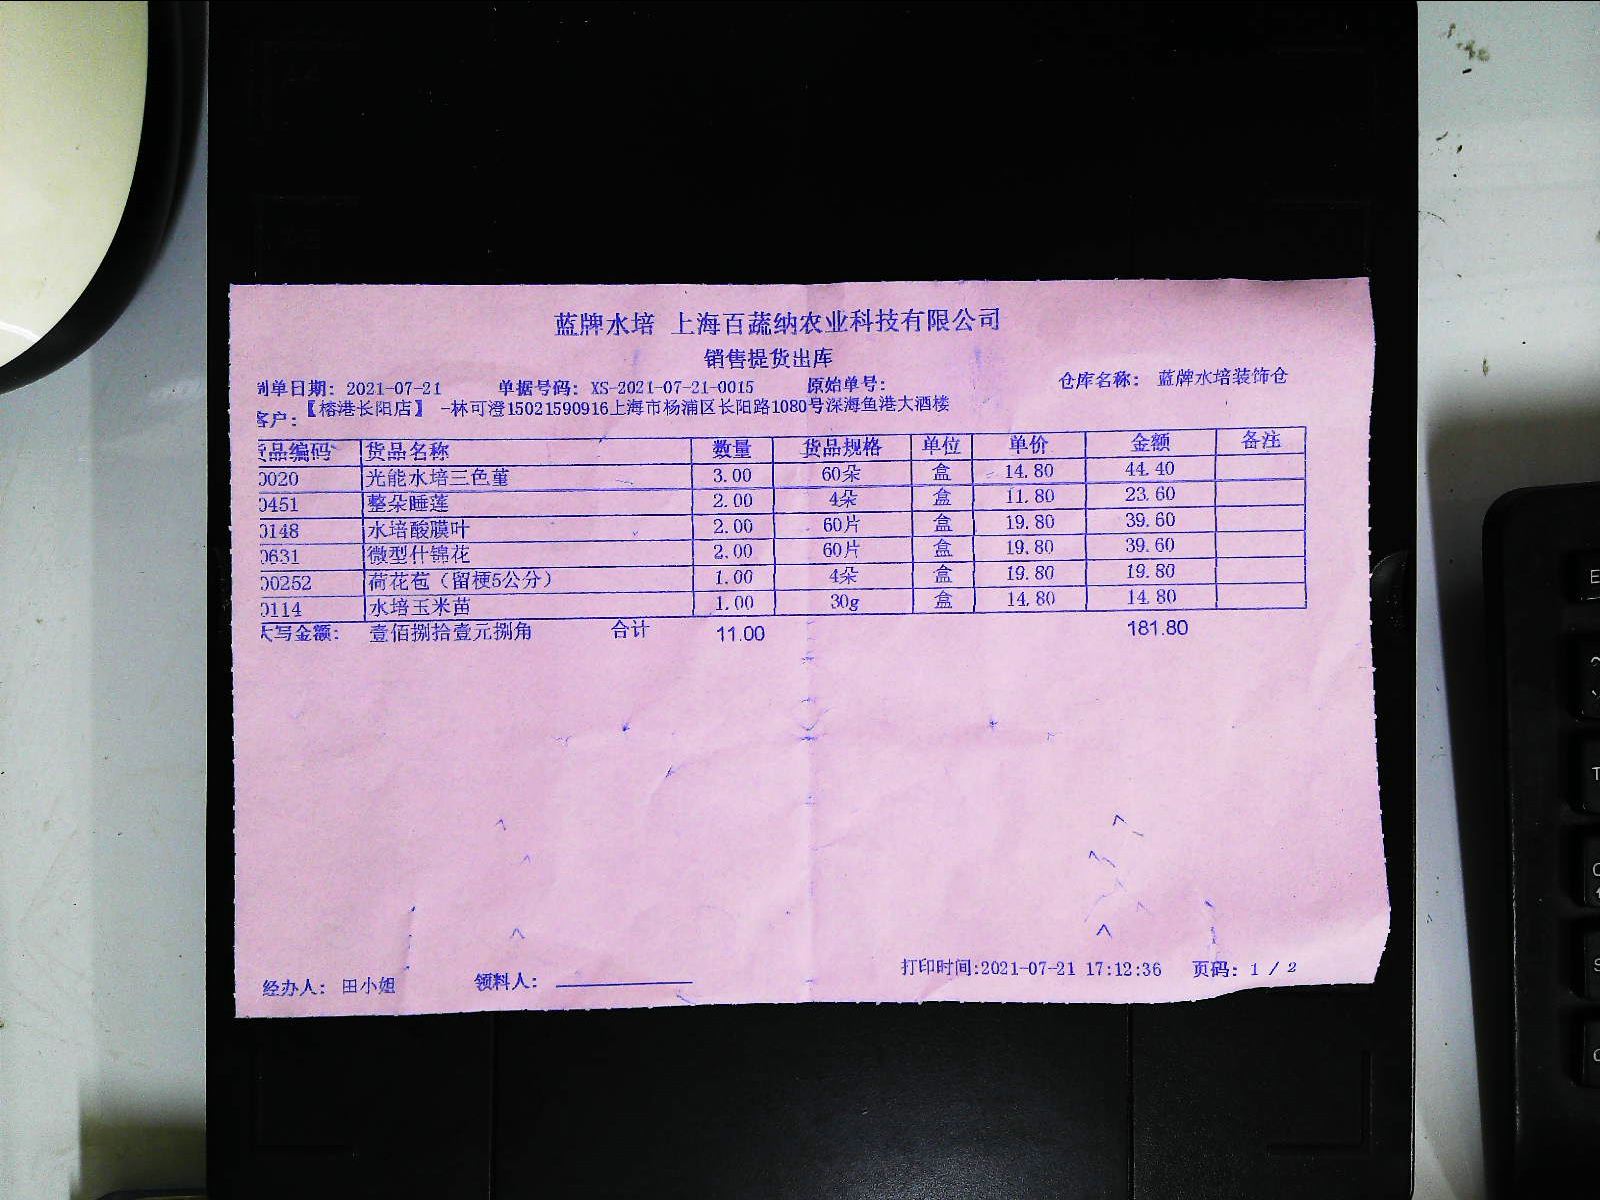 蓝牌水培 上海百蔬纳农业科技有限公司
销售提货出库
制单日期: 2021-07-21 单据号码: XS-2021-07-21-0015 原始单号: 仓库名称: 蓝牌水培装饰仓
客户: 【榕港长阳店】 -林可澄15021590916上海市杨浦区长阳路1080号深海鱼港大酒楼
货品编码 货品名称 数量 货品规格 单位 单价 金额 备注
0020 光能水培三色堇 3.00 60朵 盒 14.80 44.40
0451 整朵睡莲 2.00 4朵 盒 11.80 23.60
0148 水培酸膜叶 2.00 60片 盒 19.80 39.60
0631 微型什锦花 2.00 60片 盒 19.80 39.60
00252 荷花苞（留梗5公分） 1.00 4朵 盒 19.80 19.80
0114 水培玉米苗 1.00 30g 盒 14.80 14.80
大写金额: 壹佰捌拾壹元捌角 合计 11.00 181.80
经办人: 田小姐 领料人: 打印时间:2021-07-21 17:12:36 页码: 1 / 2